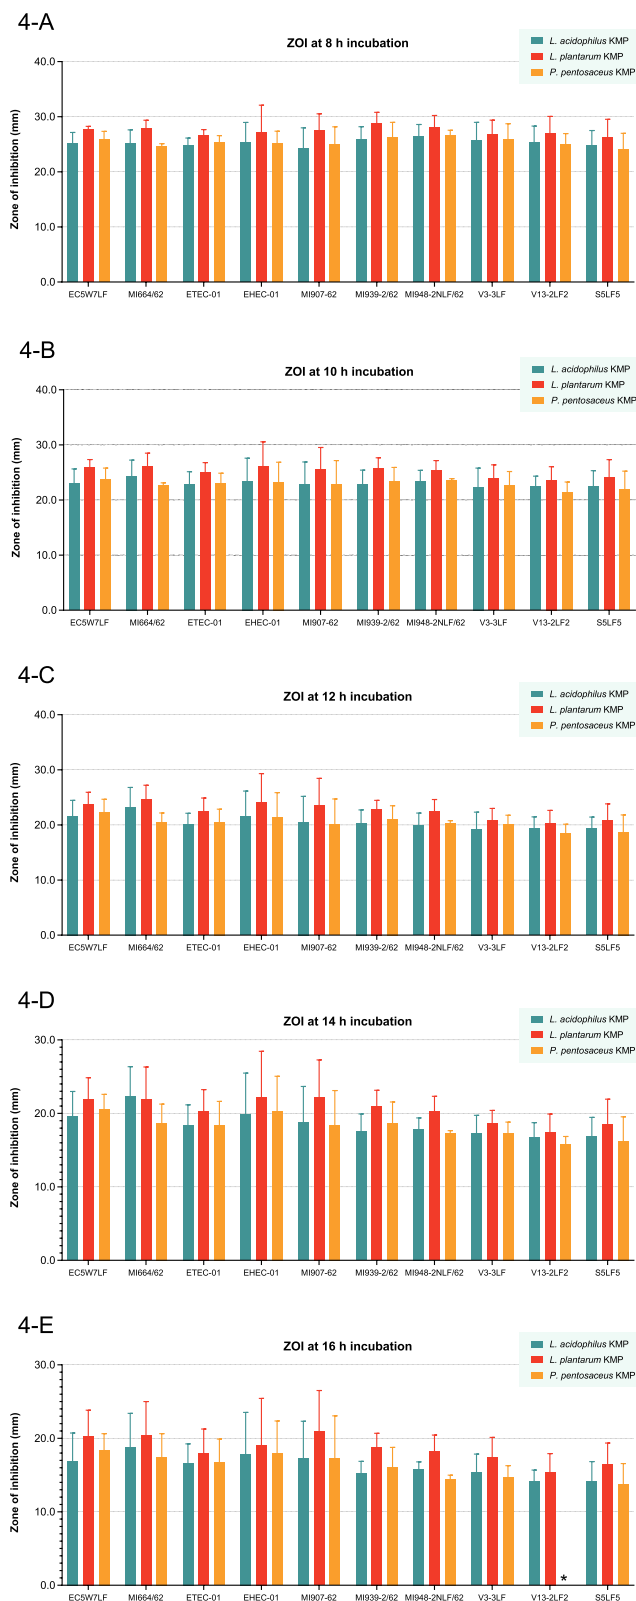 4-A
ZOI at 8 h incubation
L. acidophilus KMP
L. plantarum KMP
P. pentosaceus KMP
Zone of inhibition (mm)
40.0
30.0
20.0
10.0
0.0
EC5W7LF MI664/62 ETEC-01 EHEC-01 MI907-62 MI939-2/62 MI948-2NLF/62 V3-3LF V13-2LF2 S5LF5
4-B
ZOI at 10 h incubation
L. acidophilus KMP
L. plantarum KMP
P. pentosaceus KMP
Zone of inhibition (mm)
40.0
30.0
20.0
10.0
0.0
EC5W7LF MI664/62 ETEC-01 EHEC-01 MI907-62 MI939-2/62 MI948-2NLF/62 V3-3LF V13-2LF2 S5LF5
4-C
ZOI at 12 h incubation
L. acidophilus KMP
L. plantarum KMP
P. pentosaceus KMP
Zone of inhibition (mm)
40.0
30.0
20.0
10.0
0.0
EC5W7LF MI664/62 ETEC-01 EHEC-01 MI907-62 MI939-2/62 MI948-2NLF/62 V3-3LF V13-2LF2 S5LF5
4-D
ZOI at 14 h incubation
L. acidophilus KMP
L. plantarum KMP
P. pentosaceus KMP
Zone of inhibition (mm)
30.0
20.0
10.0
0.0
EC5W7LF MI664/62 ETEC-01 EHEC-01 MI907-62 MI939-2/62 MI948-2NLF/62 V3-3LF V13-2LF2 S5LF5
4-E
ZOI at 16 h incubation
L. acidophilus KMP
L. plantarum KMP
P. pentosaceus KMP
Zone of inhibition (mm)
30.0
20.0
10.0
0.0
*
EC5W7LF MI664/62 ETEC-01 EHEC-01 MI907-62 MI939-2/62 MI948-2NLF/62 V3-3LF V13-2LF2 S5LF5